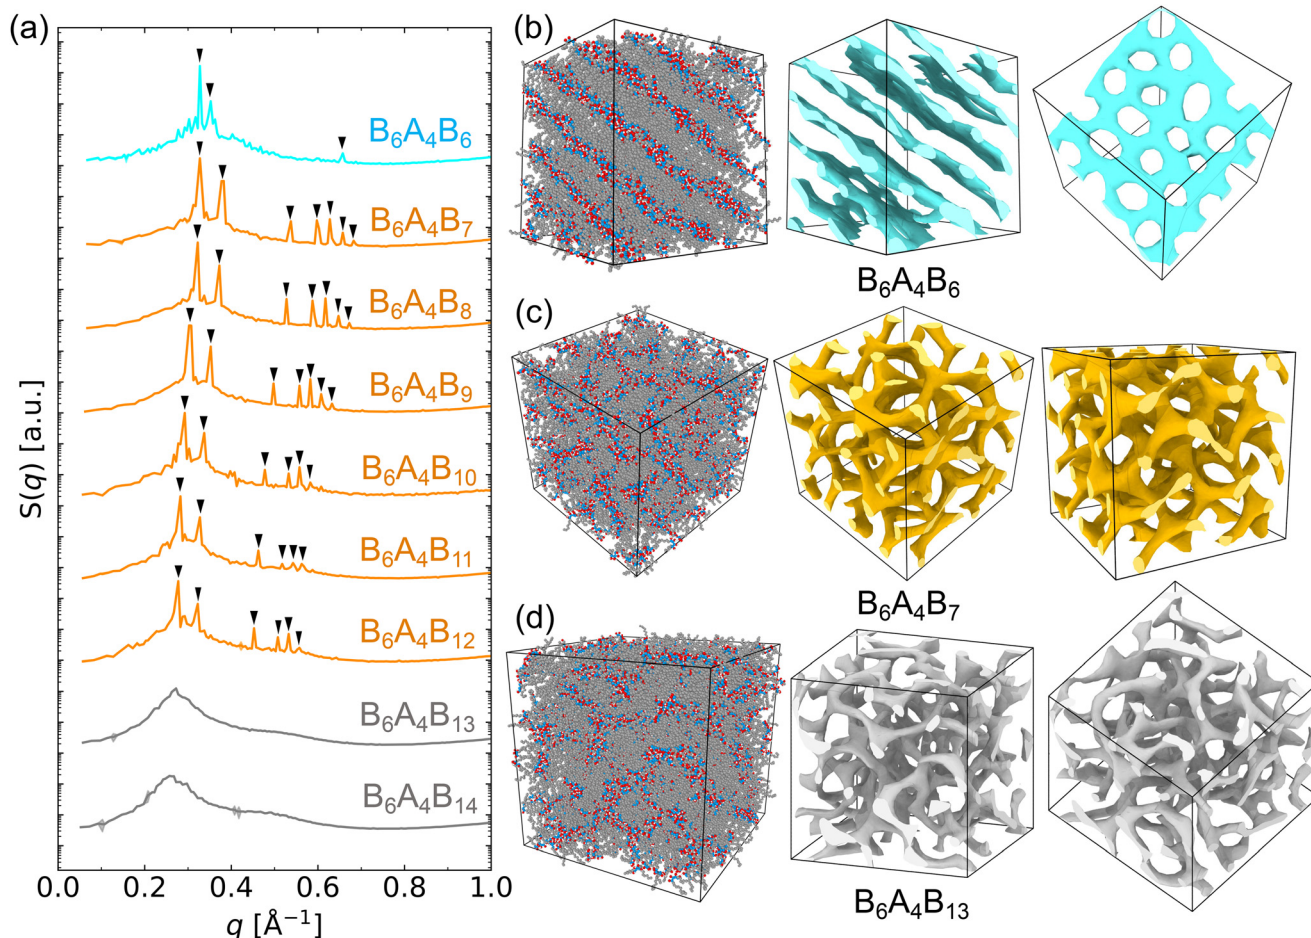 (a)
S(q) [a.u.]
B₆A₄B₆
B₆A₄B₇
B₆A₄B₈
B₆A₄B₉
B₆A₄B₁₀
B₆A₄B₁₁
B₆A₄B₁₂
B₆A₄B₁₃
B₆A₄B₁₄
0.0 0.2 0.4 0.6 0.8 1.0
q [Å⁻¹]
(b)
B₆A₄B₆
(c)
B₆A₄B₇
(d)
B₆A₄B₁₃